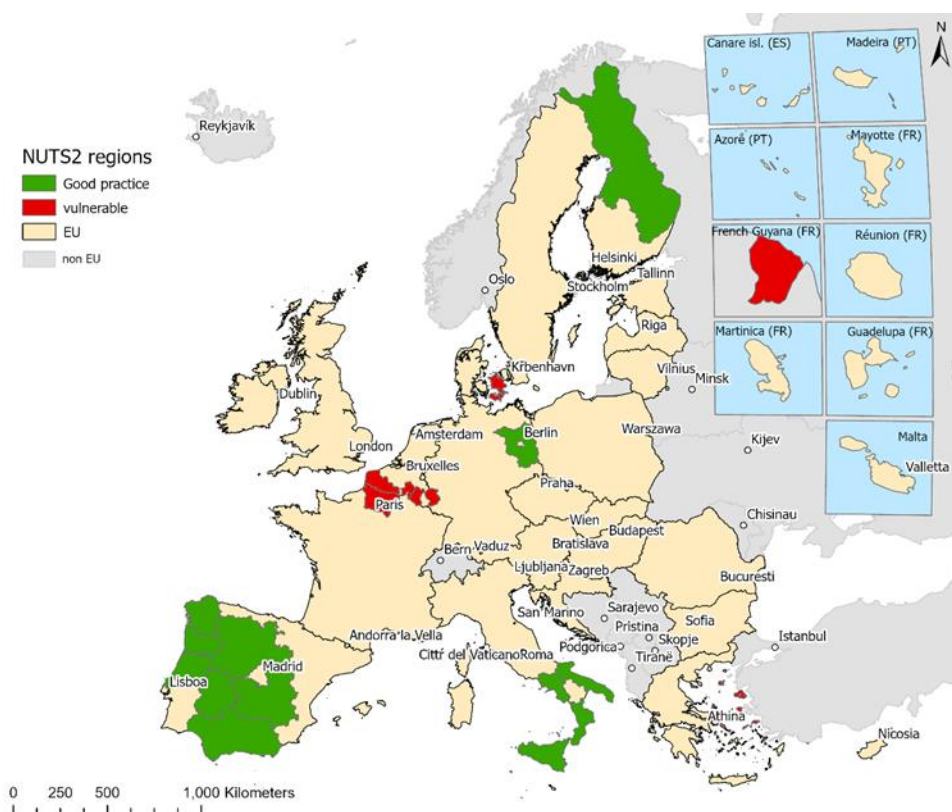 N
Canare isl. (ES)
Madeira (PT)
Azore (PT)
Mayotte (FR)
French Guyana (FR)
Réunion (FR)
Martinica (FR)
Guadelupa (FR)
Malta
Valletta
Reykjavík
NUTS2 regions
Good practice
vulnerable
EU
non EU
Oslo
Helsinki
Tallinn
Stockholm
Riga
Křbenhavn
Vilnius
Minsk
Dublin
London
Amsterdam
Berlin
Warszawa
Bruxelles
Kijev
Paris
Praha
Chisinau
Wien
Budapest
Bern
Vaduz
Bratislava
Ljubljana
Zagreb
Bucuresti
San Marino
Sarajevo
Sofia
Pristina
Andorra la Vella
Cittŕ del Vaticano
Roma
Podgorica
Skopje
Istanbul
Tiranë
Madrid
Lisboa
Athina
Nicosia
0 250 500 1,000 Kilometers